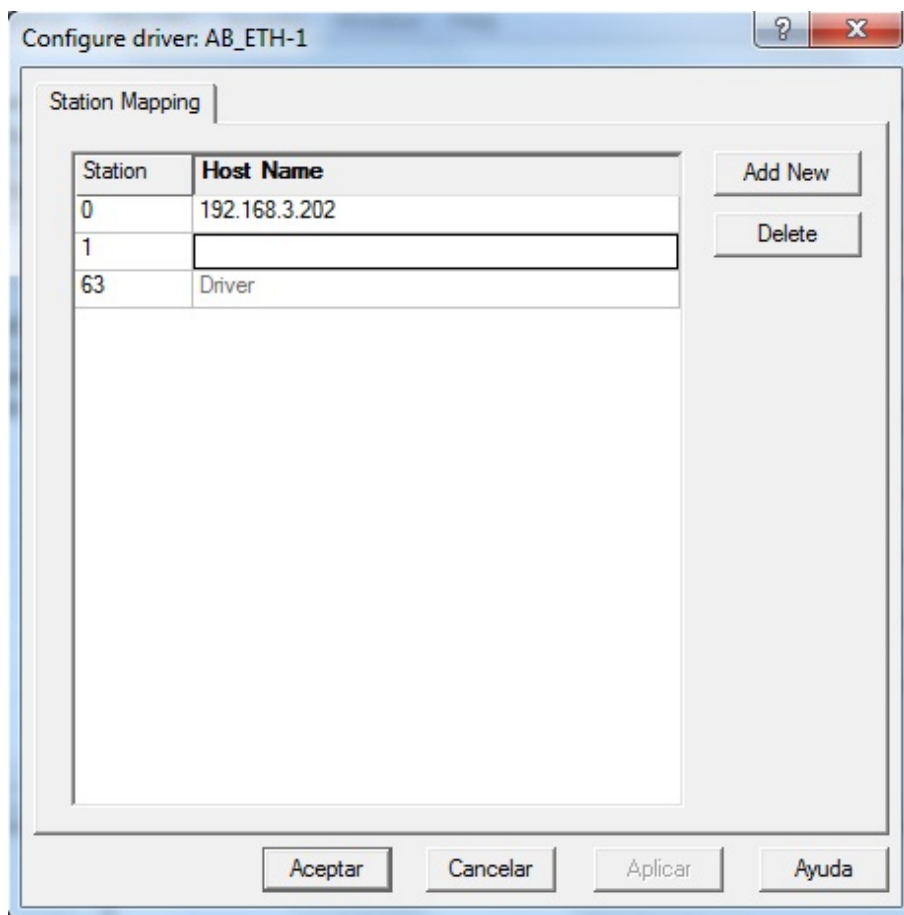 Configure driver: AB_ETH-1
Station Mapping
Station Host Name
Add New
0 192.168.3.202
Delete
1
63 Driver
Aceptar Cancelar Aplicar Ayuda